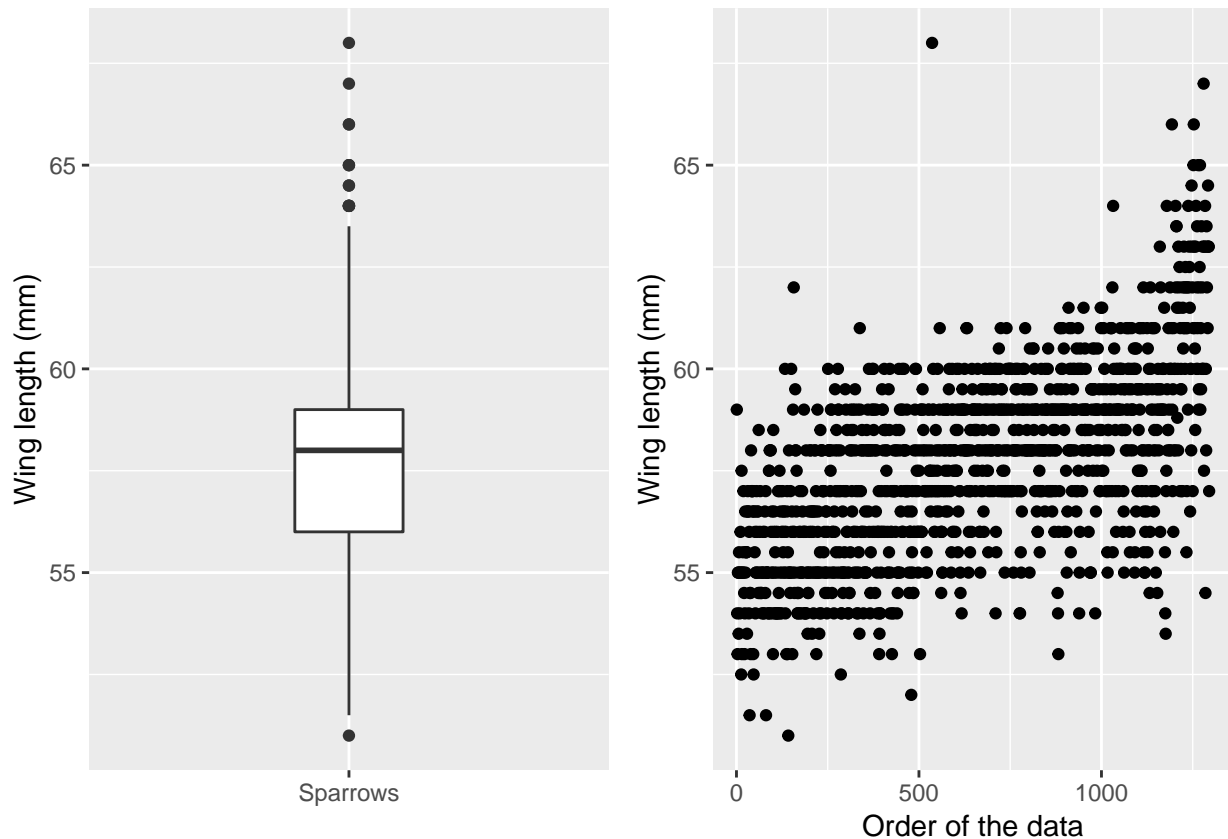 Wing length (mm)
65
60
55
Sparrows
Wing length (mm)
65
60
55
0
500
1000
Order of the data